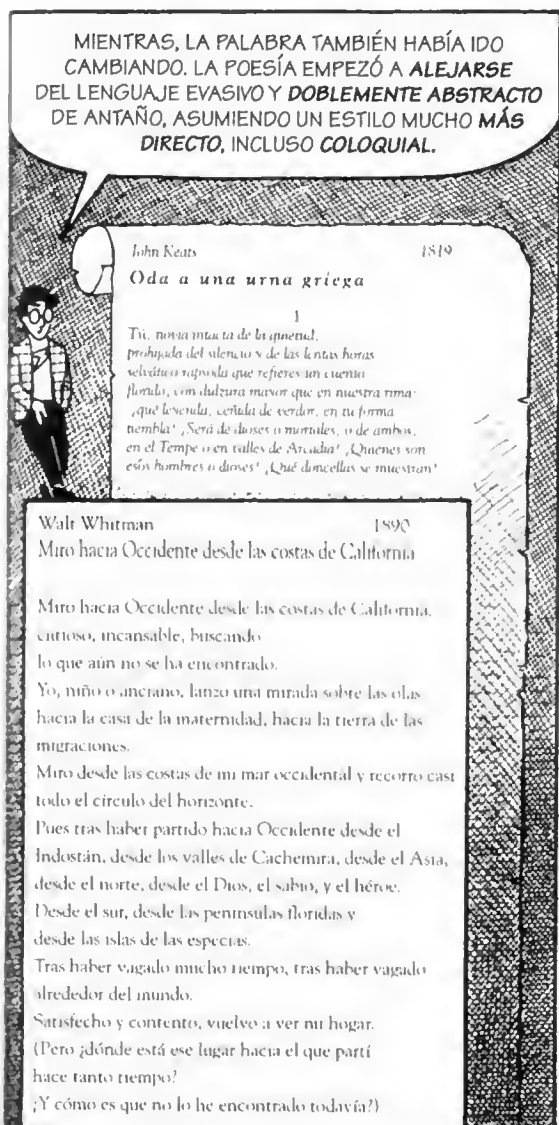 MIENTRAS, LA PALABRA TAMBIÉN HABÍA IDO
CAMBIANDO. LA POESÍA EMPEZÓ A ALEJARSE
DEL LENGUAJE EVASIVO Y DOBLEMENTE ABSTRACTO
DE ANTAÑO, ASUMIENDO UN ESTILO MUCHO MÁS
DIRECTO, INCLUSO COLOQUIAL.
John Keats 1819
Oda a una urna griega
1
Tú, novia intacta de la quietud,
prohijada del silencio y de las lentas horas
selvático rapsoda que refieres un cuento
florido, con dulzura mayor que en nuestra rima:
¿qué leyenda, ceñida de verdor, en tu forma
tiembla? ¿Será de dioses o mortales, o de ambos,
en el Tempe o en valles de Arcadia? ¿Quiénes son
esos hombres o dioses? ¿Qué doncellas se muestran?
Walt Whitman 1890
Miro hacia Occidente desde las costas de California
Miro hacia Occidente desde las costas de California,
curioso, incansable, buscando
lo que aún no se ha encontrado.
Yo, niño o anciano, lanzo una mirada sobre las olas
hacia la casa de la maternidad, hacia la tierra de las
migraciones.
Miro desde las costas de mi mar occidental y recorro casi
todo el círculo del horizonte.
Pues tras haber partido hacia Occidente desde el
Indostán, desde los valles de Cachemira, desde el Asia,
desde el norte, desde el Dios, el sabio, y el héroe.
Desde el sur, desde las penínsulas floridas y
desde las islas de las especias.
Tras haber vagado mucho tiempo, tras haber vagado
alrededor del mundo.
Satisfecho y contento, vuelvo a ver mi hogar.
(Pero ¿dónde está ese lugar hacia el que partí
hace tanto tiempo?
¿Y cómo es que no lo he encontrado todavía?)